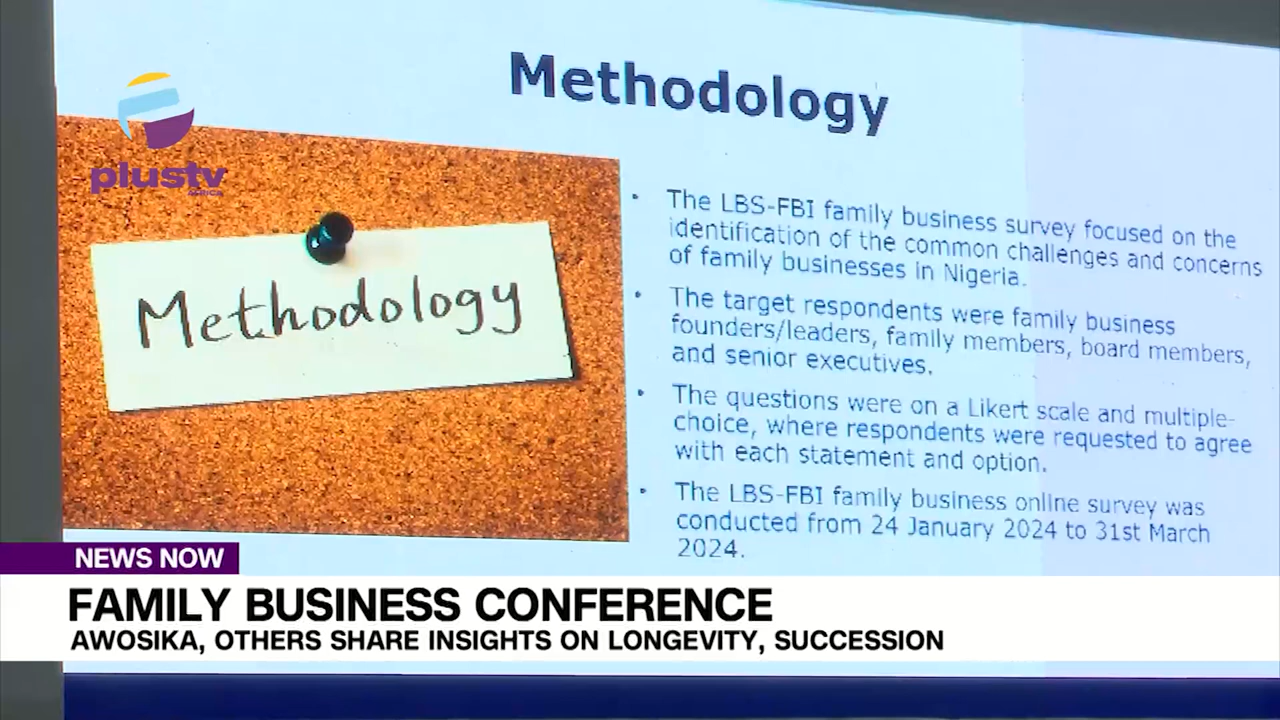 Methodology
plustv
AFRICA
Methodology
• The LBS-FBI family business survey focused on the
identification of the common challenges and concerns
of family businesses in Nigeria.
• The target respondents were family business
founders/leaders, family members, board members,
and senior executives.
• The questions were on a Likert scale and multiple-
choice, where respondents were requested to agree
with each statement and option.
• The LBS-FBI family business online survey was
conducted from 24 January 2024 to 31st March
2024.
NEWS NOW
FAMILY BUSINESS CONFERENCE
AWOSIKA, OTHERS SHARE INSIGHTS ON LONGEVITY, SUCCESSION